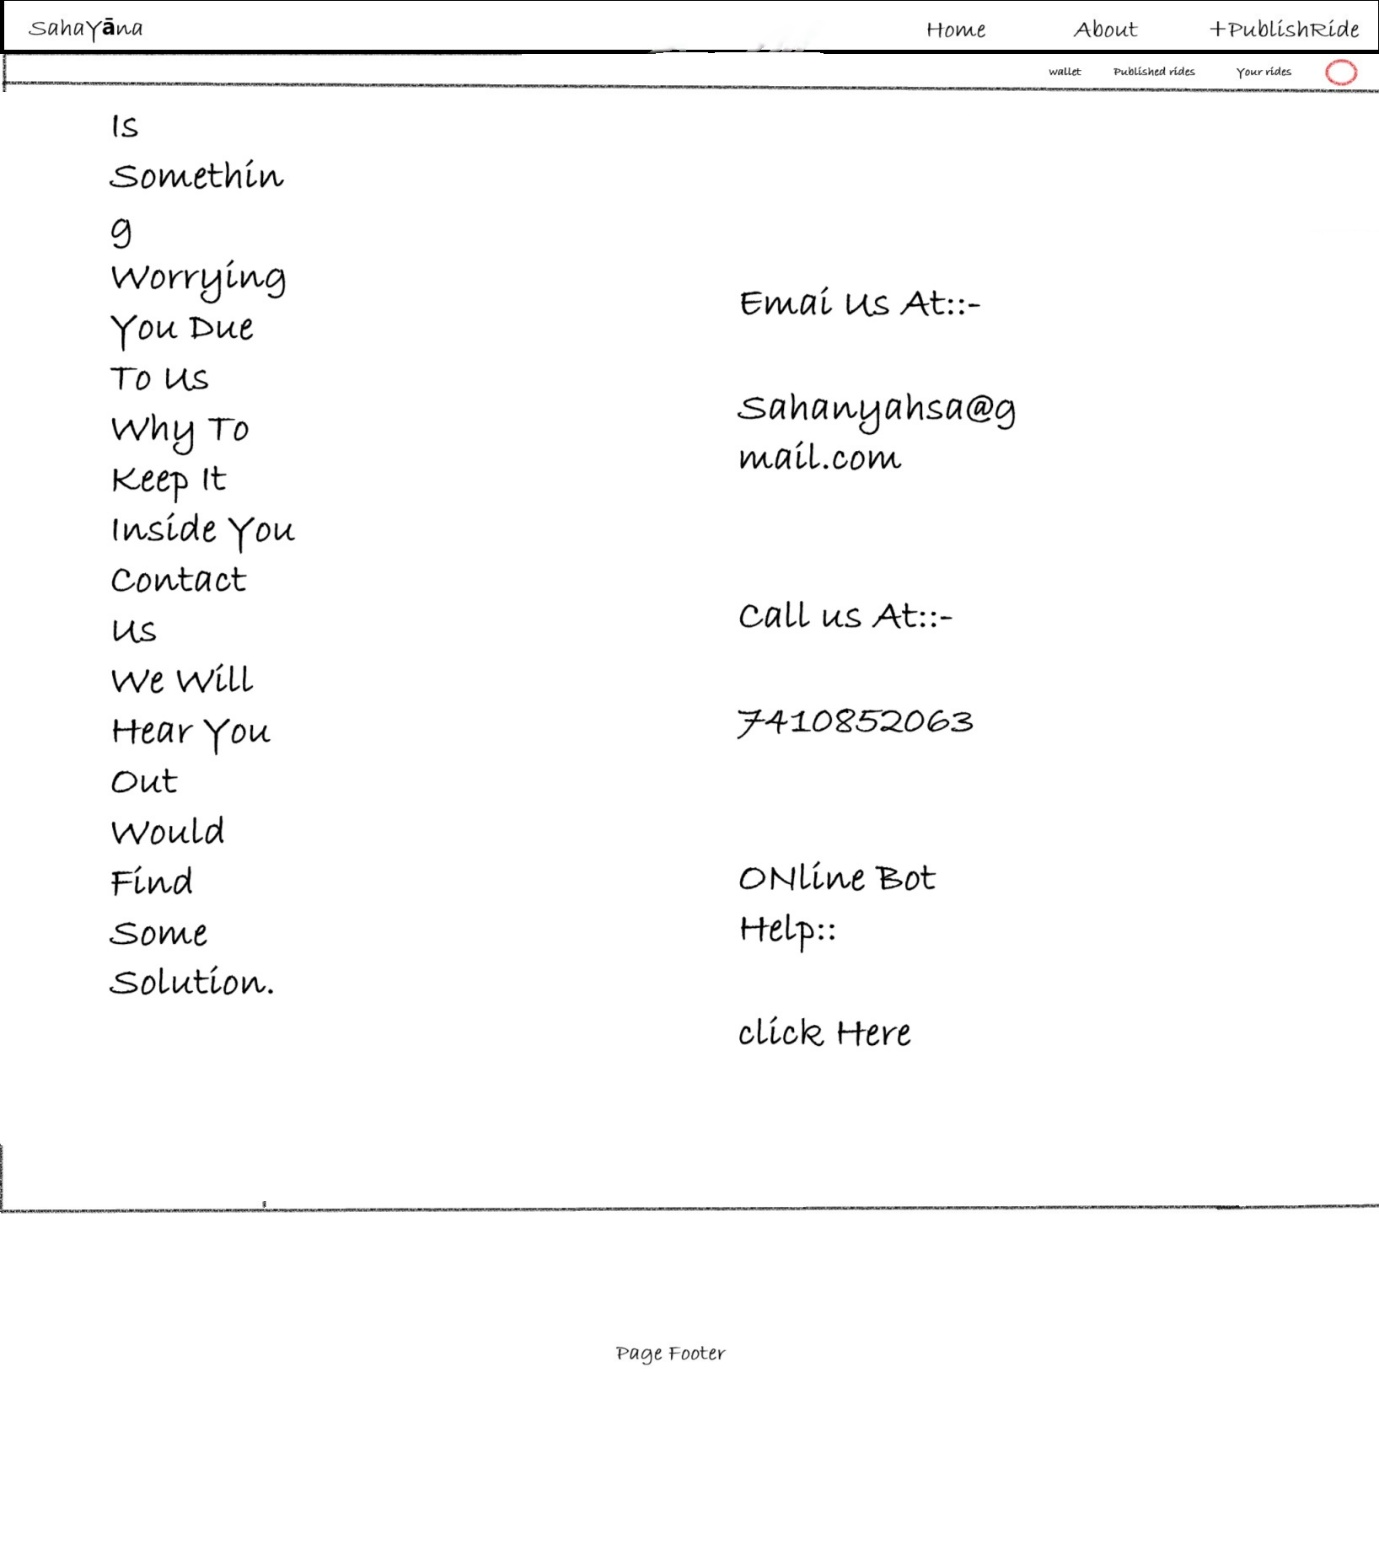 SahaYāna
Home About +PublishRide
wallet Published rides Your rides
Is
Somethin
g
Worrying
You Due
To Us
Why To
Keep It
Inside You
Contact
Us
We Will
Hear You
Out
Would
Find
Some
Solution.
Emai Us At::-
Sahanyahsa@g
mail.com
Call us At::-
7410852063
ONline Bot
Help::
click Here
Page Footer